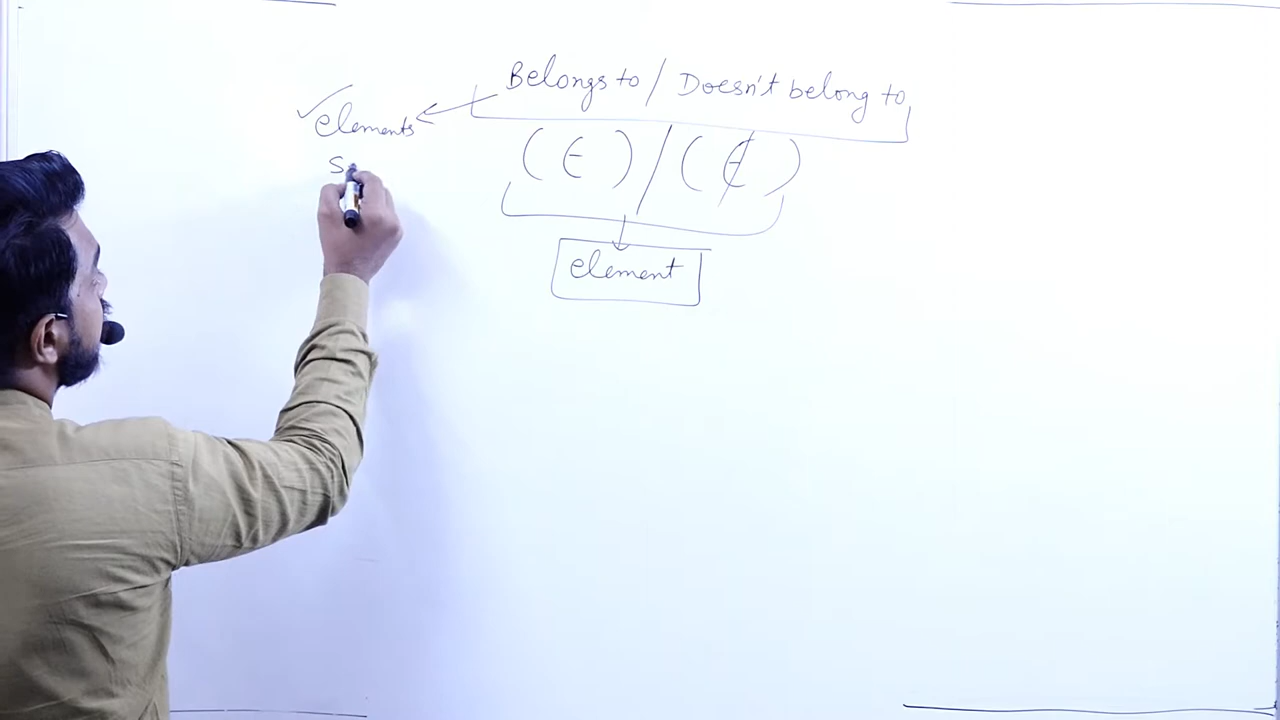 Belongs to / Doesn't belong to
✓ elements
(∈) / (∉)
S
element